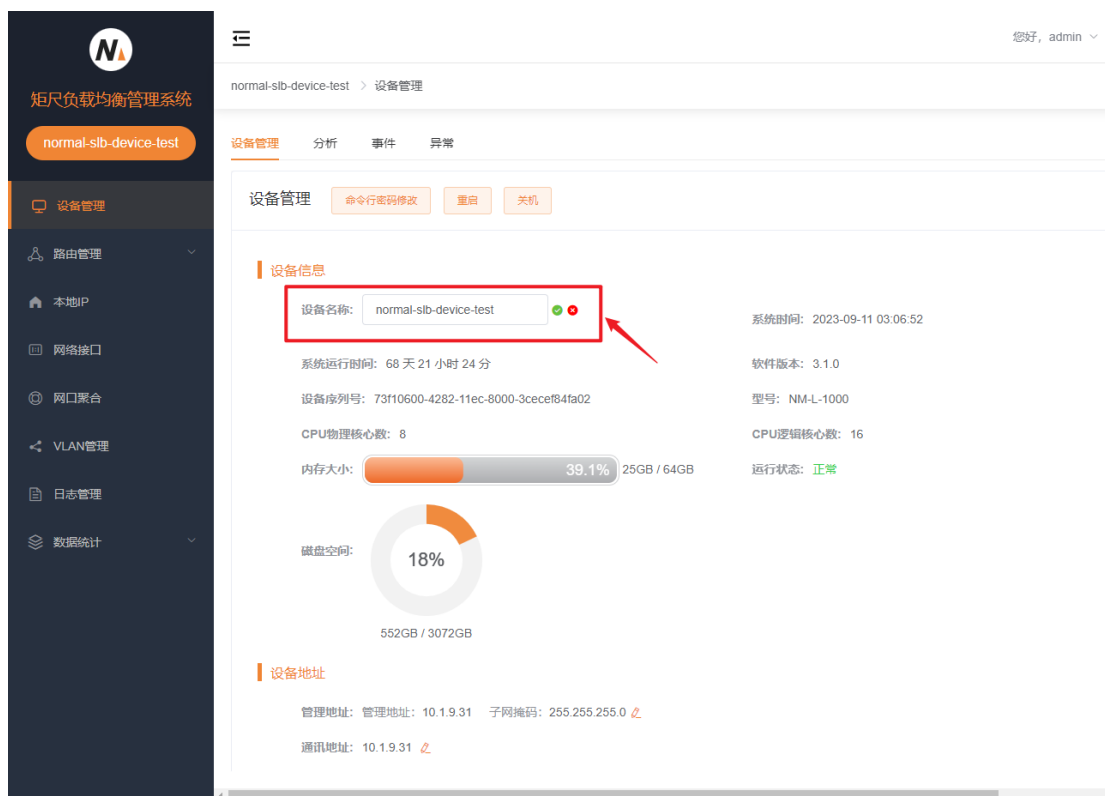 您好，admin
矩尺负载均衡管理系统
normal-slb-device-test
设备管理
路由管理
本地IP
网络接口
网口聚合
VLAN管理
日志管理
数据统计
normal-slb-device-test > 设备管理
设备管理 分析 事件 异常
设备管理 命令行密码修改 重启 关机
设备信息
设备名称: normal-slb-device-test
系统时间: 2023-09-11 03:06:52
系统运行时间: 68 天 21 小时 24 分
软件版本: 3.1.0
设备序列号: 73f10600-4282-11ec-8000-3cecef84fa02
型号: NM-L-1000
CPU物理核心数: 8
CPU逻辑核心数: 16
内存大小: 39.1% 25GB / 64GB
运行状态: 正常
磁盘空间: 18%
552GB / 3072GB
设备地址
管理地址: 管理地址: 10.1.9.31 子网掩码: 255.255.255.0
通讯地址: 10.1.9.31